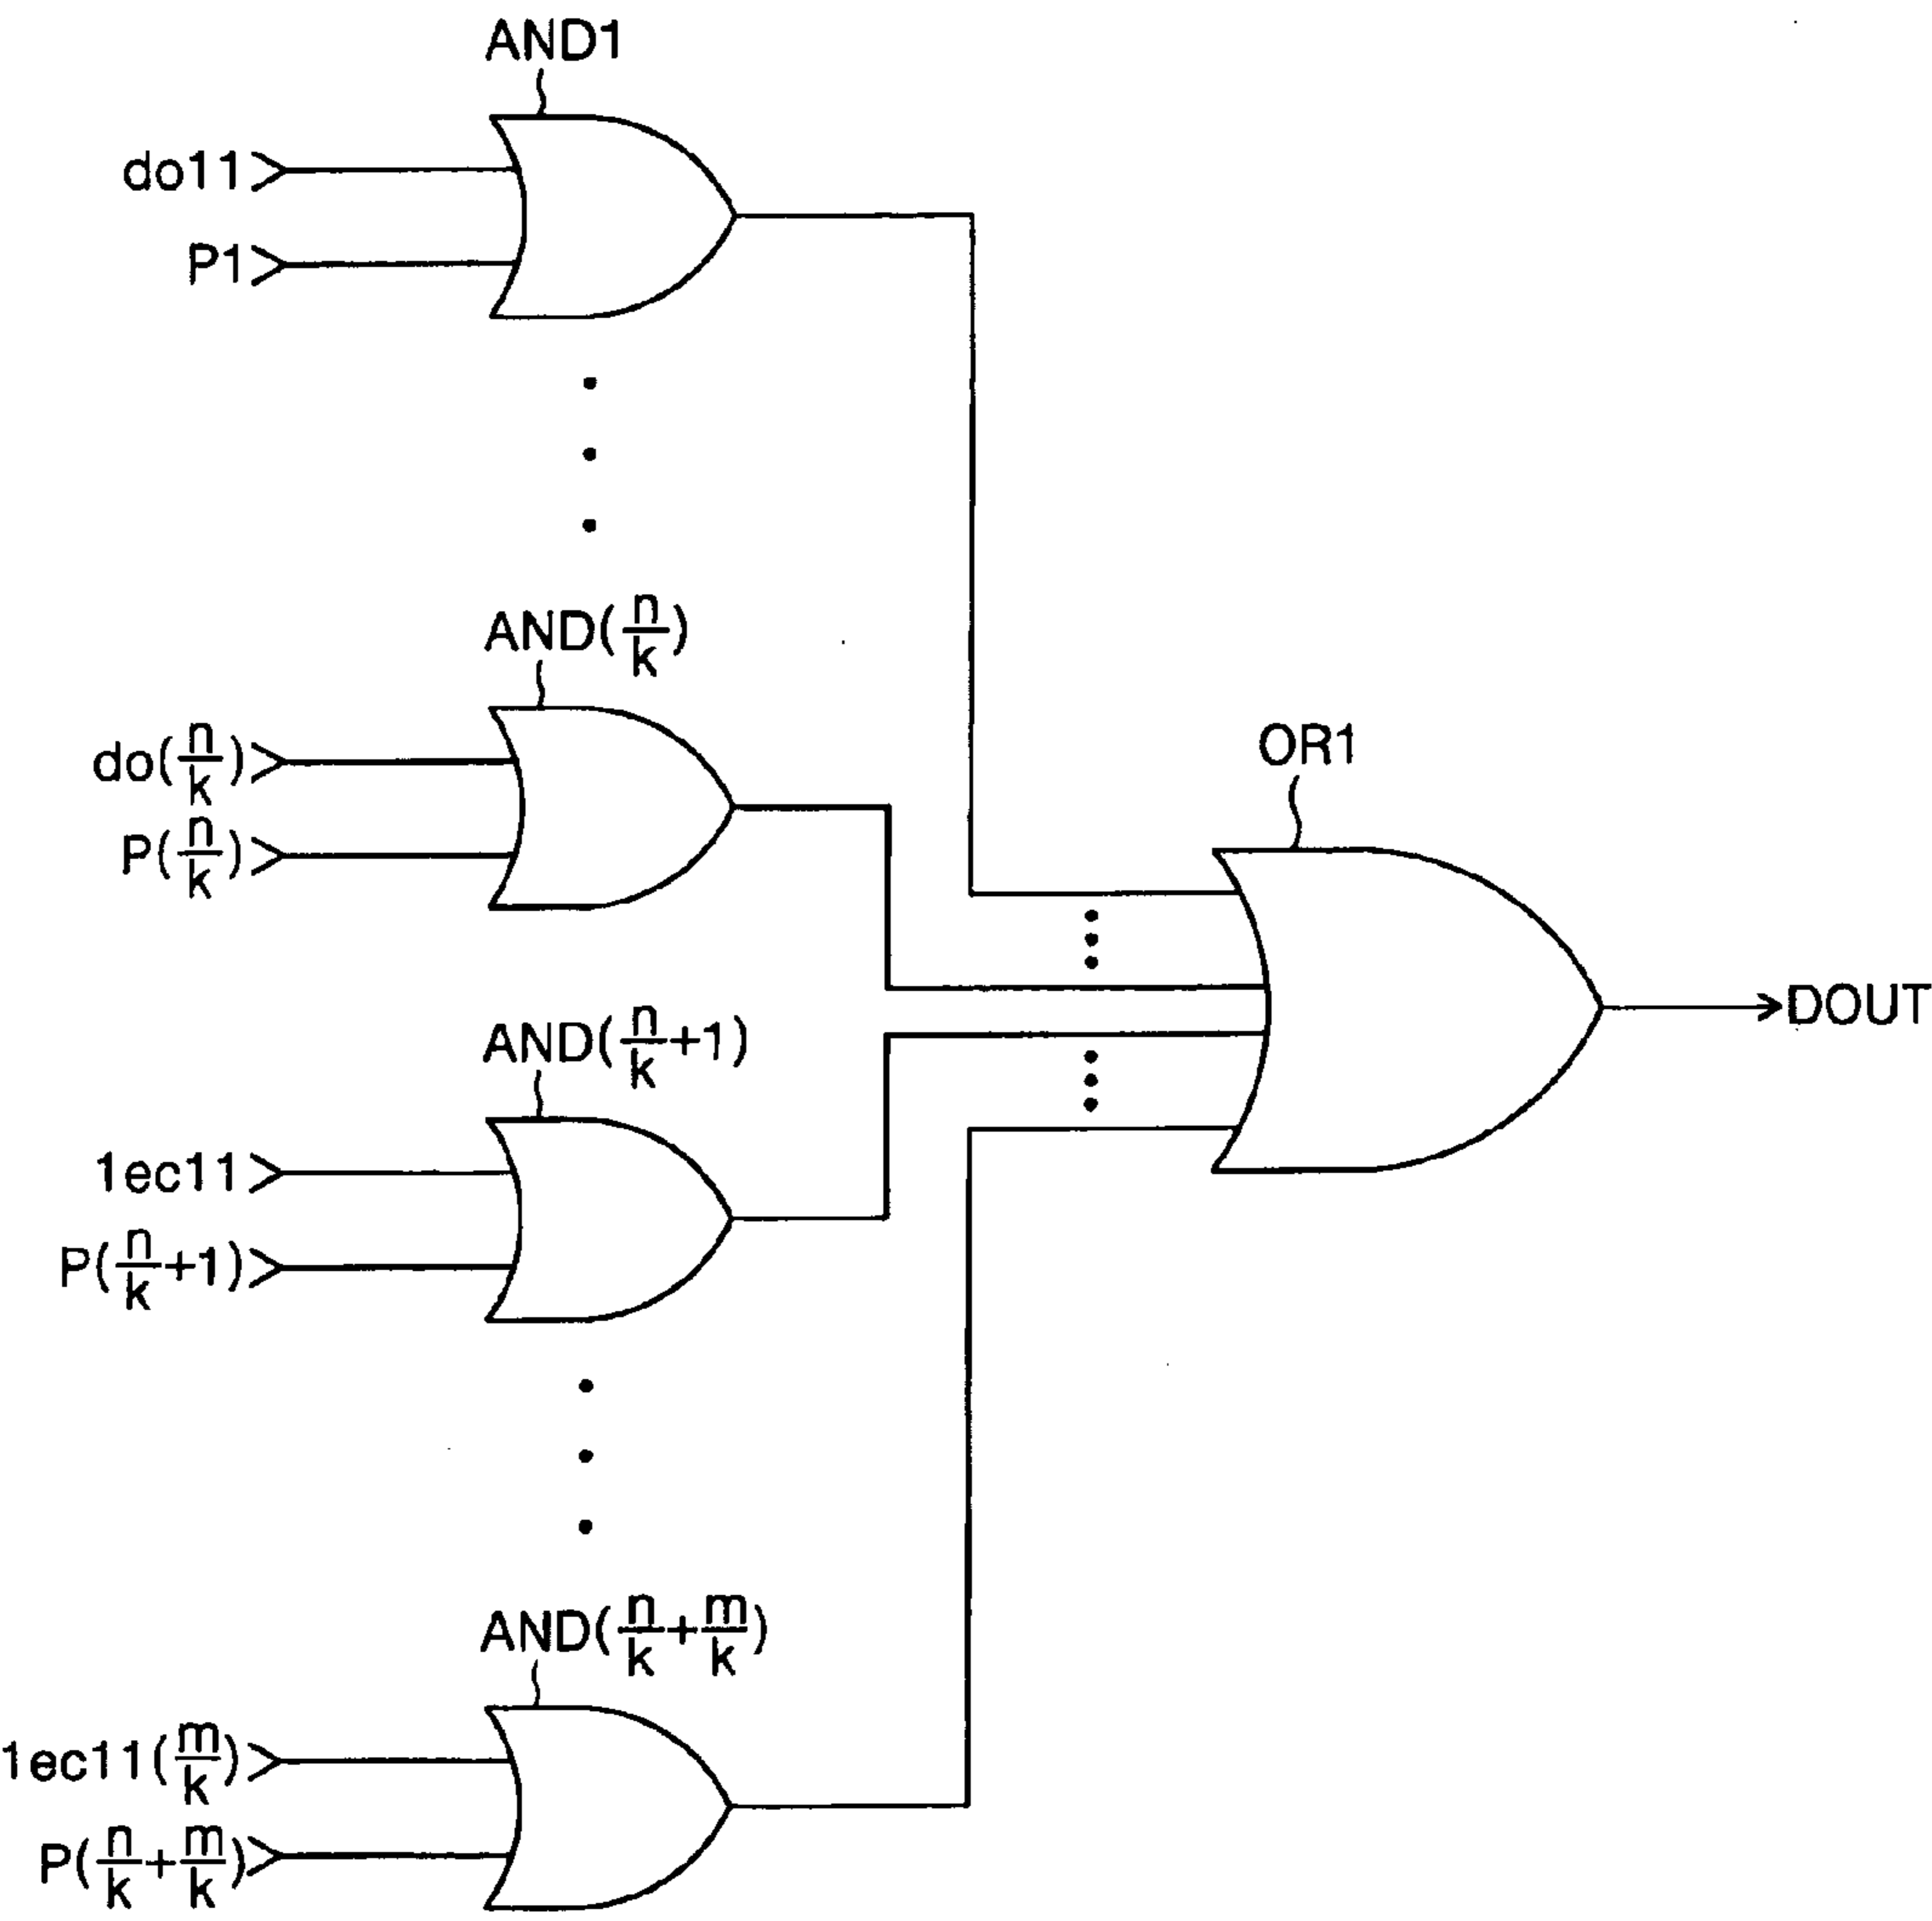 AND1
do11
P1
AND(n/k)
do(n/k)
P(n/k)
OR1
DOUT
AND(n/k+1)
1ec11
P(n/k+1)
AND(n/k+m/k)
1ec11(m/k)
P(n/k+m/k)